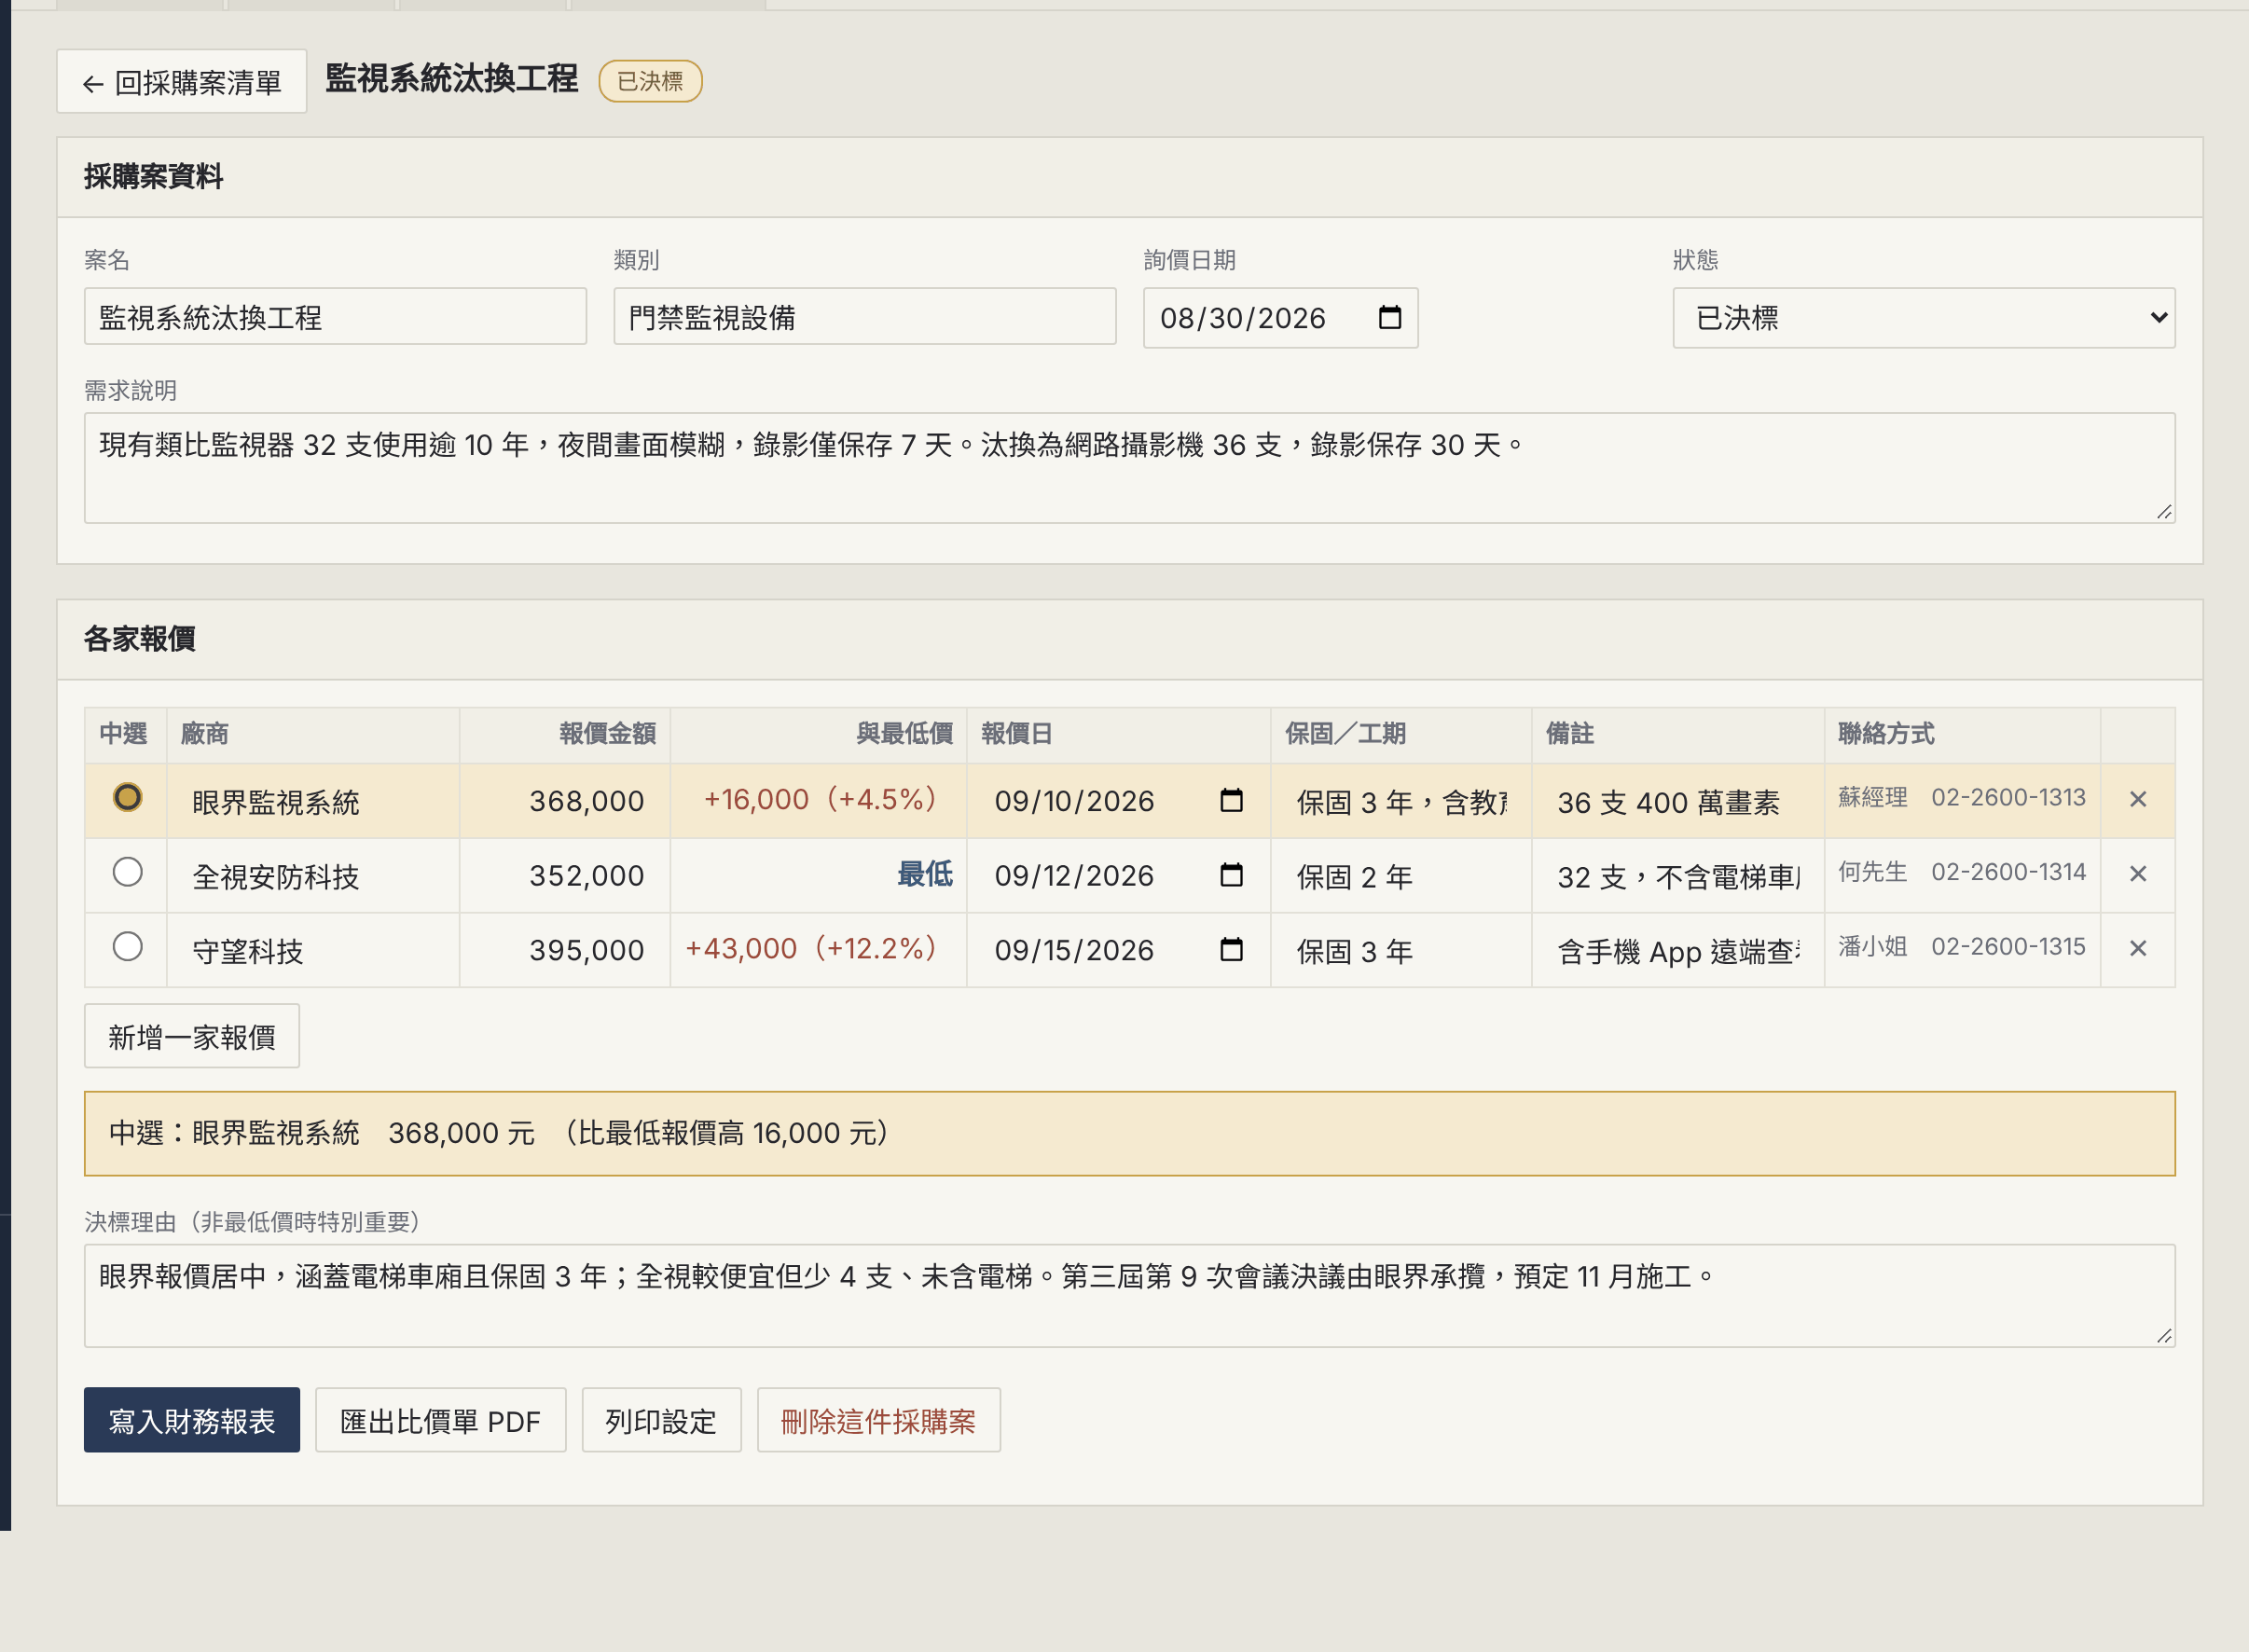 ← 回採購案清單 監視系統汰換工程 已決標
採購案資料
案名 類別 詢價日期 狀態
監視系統汰換工程 門禁監視設備 08/30/2026 已決標
需求說明
現有類比監視器 32 支使用逾 10 年，夜間畫面模糊，錄影僅保存 7 天。汰換為網路攝影機 36 支，錄影保存 30 天。
各家報價
中選 廠商 報價金額 與最低價 報價日 保固／工期 備註 聯絡方式
眼界監視系統 368,000 +16,000（+4.5%） 09/10/2026 保固 3 年，含教 36 支 400 萬畫素 蘇經理 02-2600-1313 ×
全視安防科技 352,000 最低 09/12/2026 保固 2 年 32 支，不含電梯車 何先生 02-2600-1314 ×
守望科技 395,000 +43,000（+12.2%） 09/15/2026 保固 3 年 含手機 App 遠端查 潘小姐 02-2600-1315 ×
新增一家報價
中選：眼界監視系統 368,000 元 （比最低報價高 16,000 元）
決標理由（非最低價時特別重要）
眼界報價居中，涵蓋電梯車廂且保固 3 年；全視較便宜但少 4 支、未含電梯。第三屆第 9 次會議決議由眼界承攬，預定 11 月施工。
寫入財務報表 匯出比價單 PDF 列印設定 刪除這件採購案